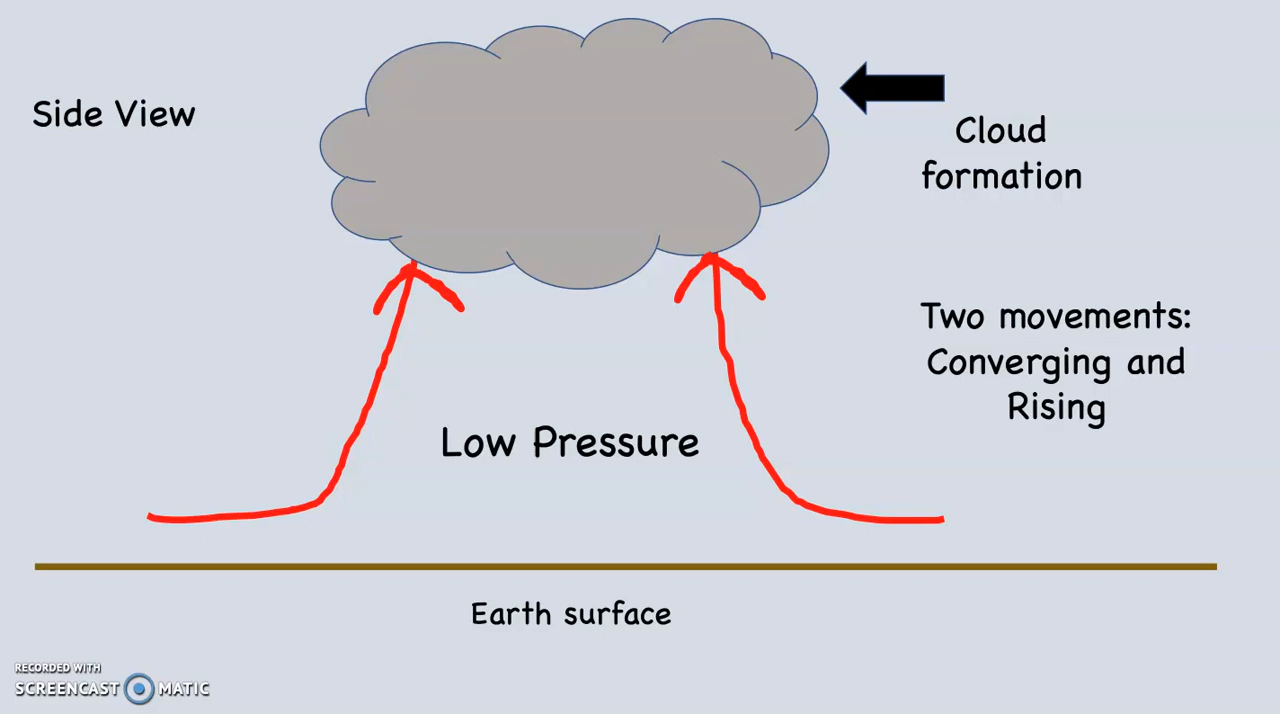 Side View
Cloud
formation
Two movements:
Converging and
Rising
Low Pressure
Earth surface
RECORDED WITH
SCREENCAST MATIC